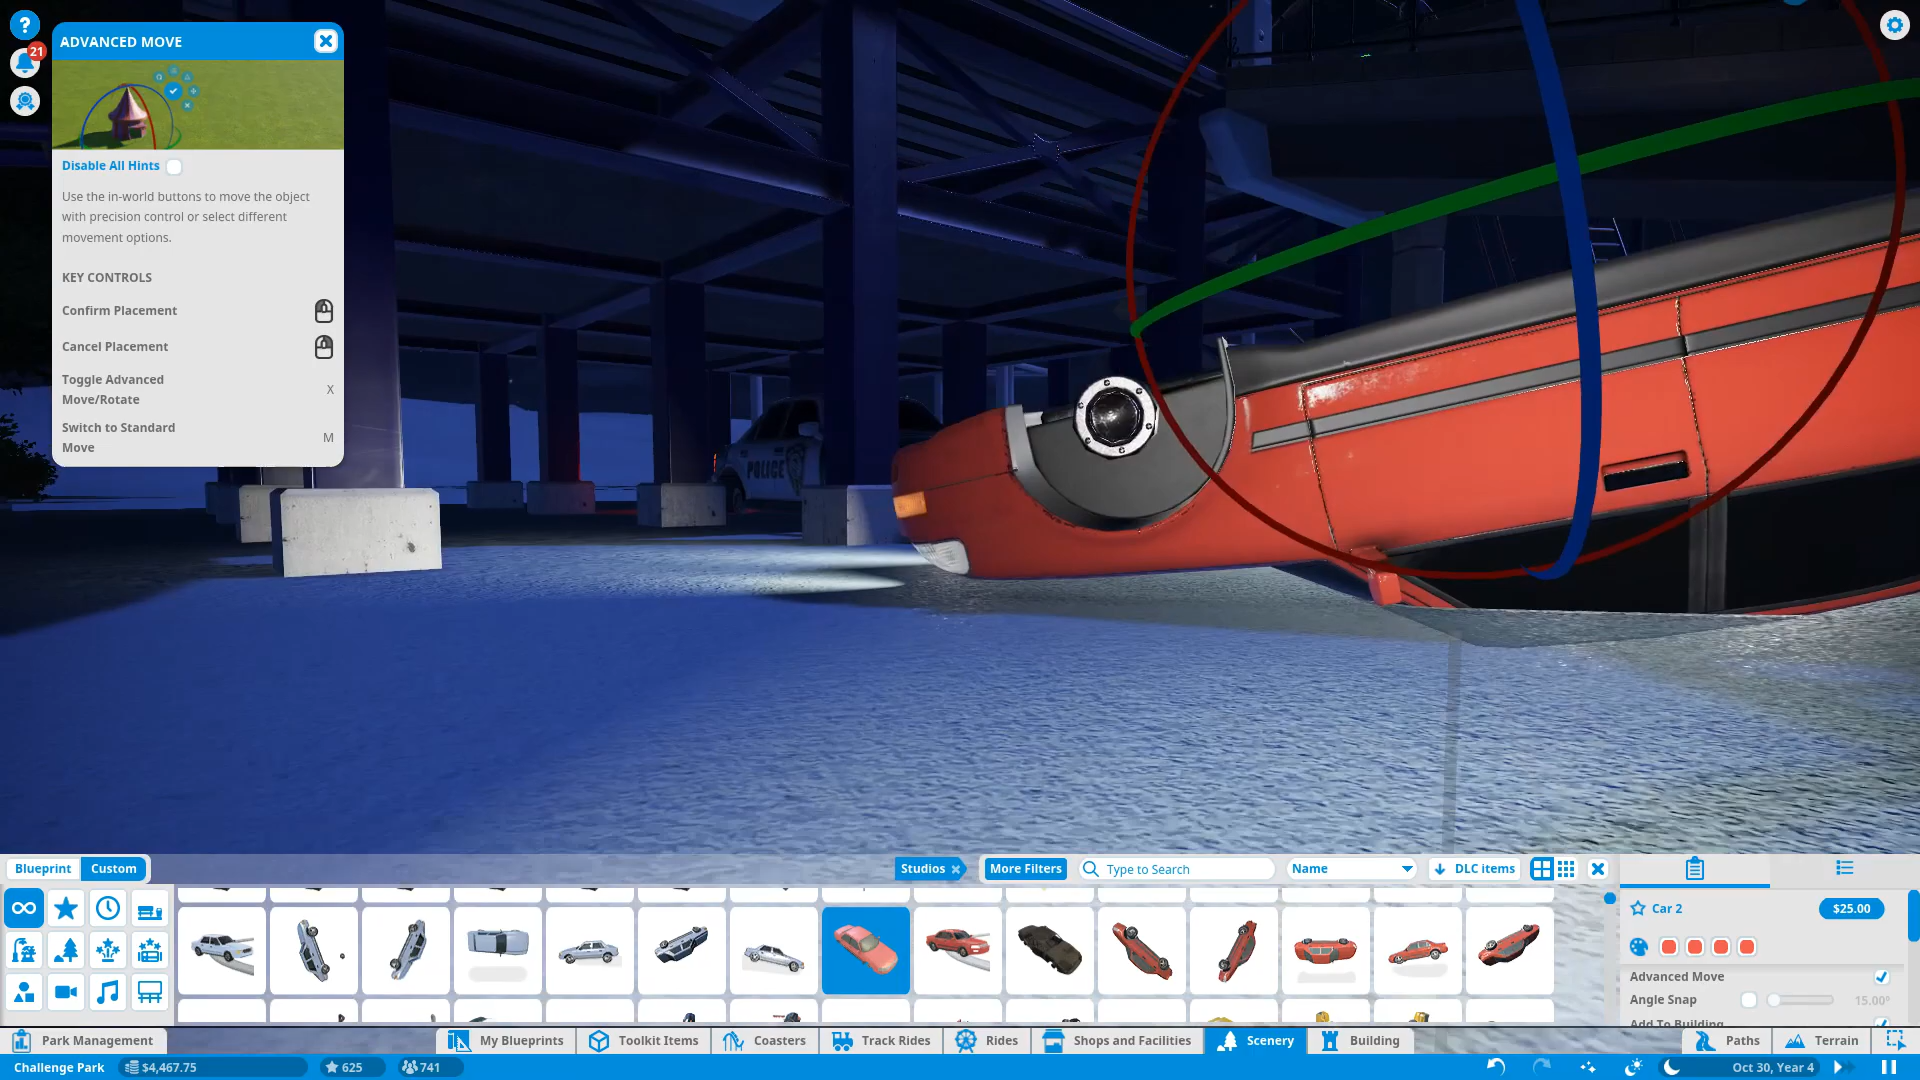 ?
21
ADVANCED MOVE
Disable All Hints
Use the in-world buttons to move the object
with precision control or select different
movement options.
KEY CONTROLS
Confirm Placement
Cancel Placement
Toggle Advanced
Move/Rotate
X
Switch to Standard
Move
M
POLICE
Blueprint
Custom
Studios
More Filters
Type to Search
Name
DLC items
Car 2
$25.00
Advanced Move
Angle Snap
15.00°
Add To Building
Park Management
My Blueprints
Toolkit Items
Coasters
Track Rides
Rides
Shops and Facilities
Scenery
Building
Paths
Terrain
Challenge Park
$4,467.75
625
741
Oct 30, Year 4